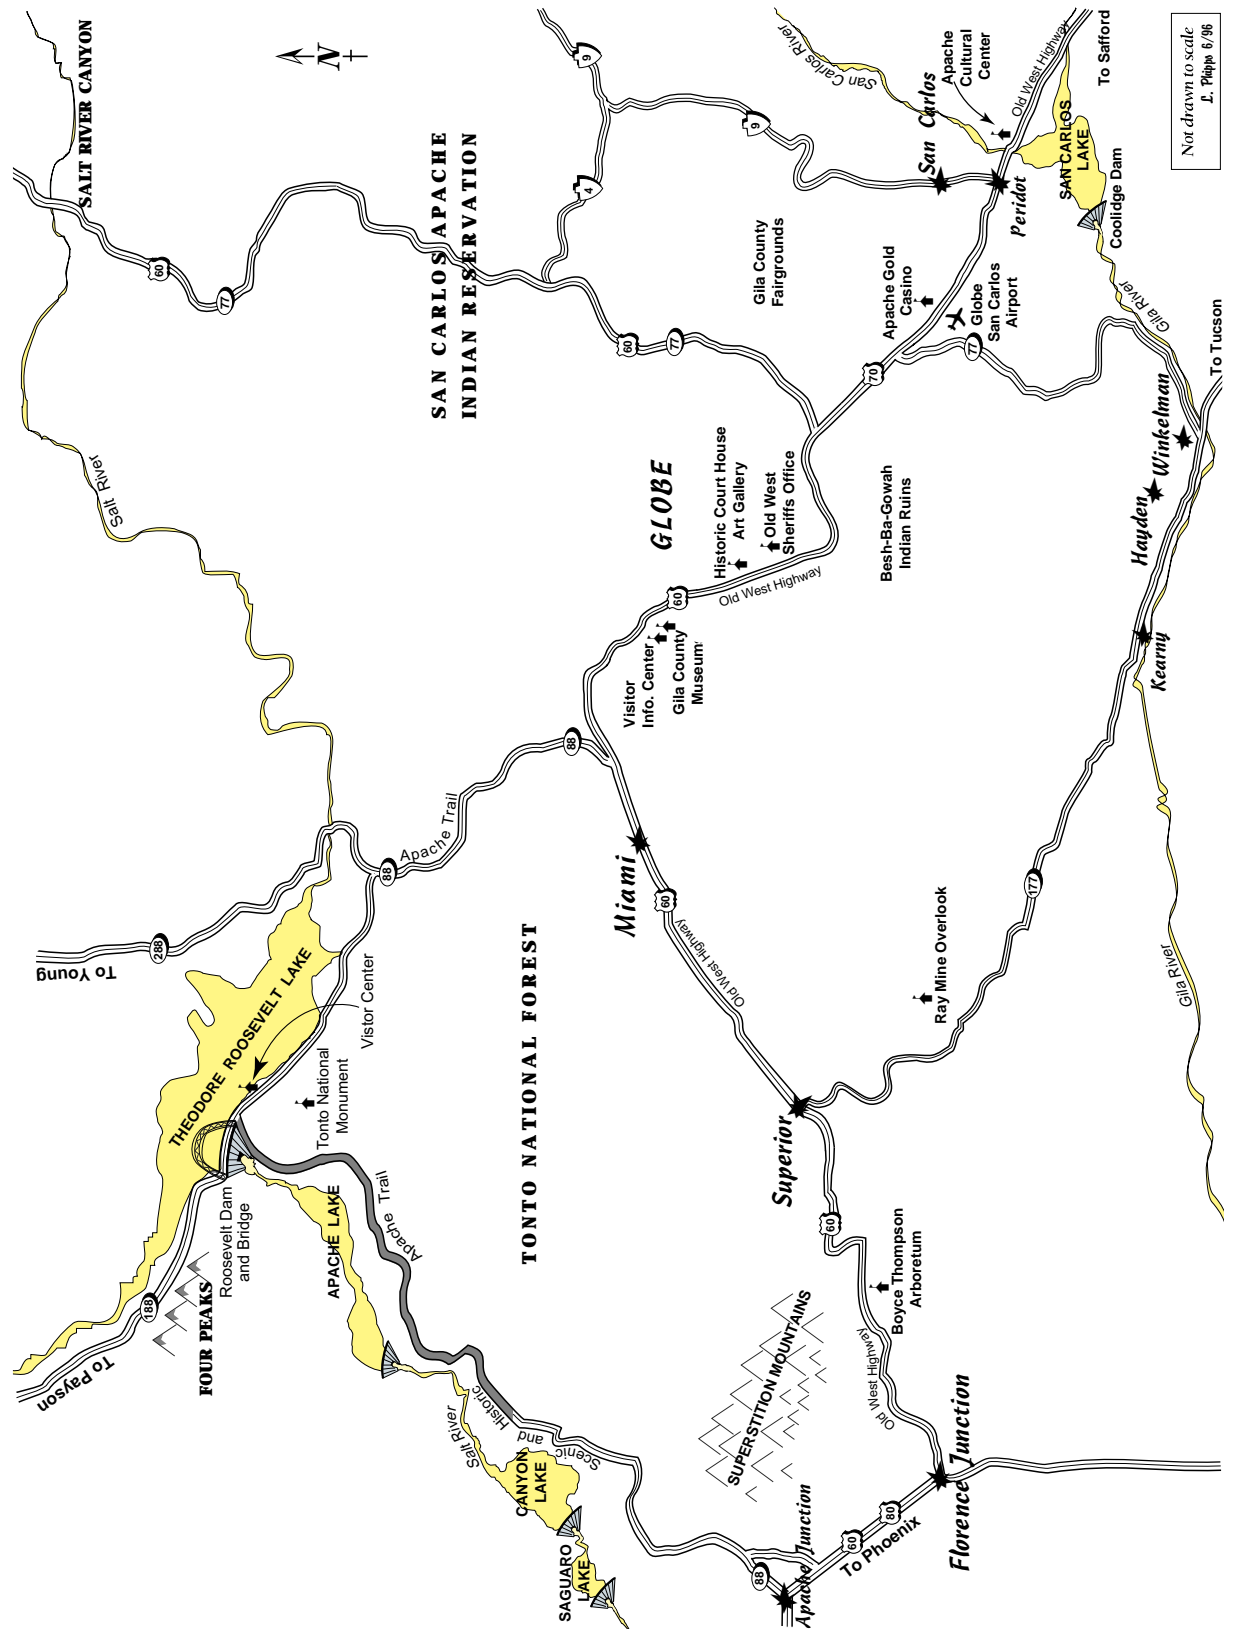 SALT RIVER CANYON
N
SAN CARLOS APACHE
INDIAN RESERVATION
60
77
4
9
9
San Carlos River
San Carlos
Apache
Cultural
Center
Old West Highway
To Safford
Not drawn to scale
L. Phipps 6/96
Peridot
SAN CARLOS
LAKE
Coolidge Dam
Gila County
Fairgrounds
Apache Gold
Casino
Globe
San Carlos
Airport
Gila River
To Tucson
60
77
70
77
Salt River
GLOBE
Historic Court House
Art Gallery
Old West
Sheriffs Office
Old West Highway
60
Besh-Ba-Gowah
Indian Ruins
Winkelman
Hayden
Kearny
Visitor
Info. Center
Gila County
Museum
88
Apache Trail
88
Miami
60
Old West Highway
177
Ray Mine Overlook
Gila River
To Young
288
THEODORE ROOSEVELT LAKE
Vistor Center
Tonto National
Monument
TONTO NATIONAL FOREST
Superior
60
Boyce Thompson
Arboretum
Old West Highway
Roosevelt Dam
and Bridge
188
To Payson
FOUR PEAKS
APACHE LAKE
Apache Trail
Historic
and
Scenic
Salt River
CANYON
LAKE
SAGUARO
LAKE
SUPERSTITION MOUNTAINS
88
Apache Junction
60
80
To Phoenix
Florence Junction